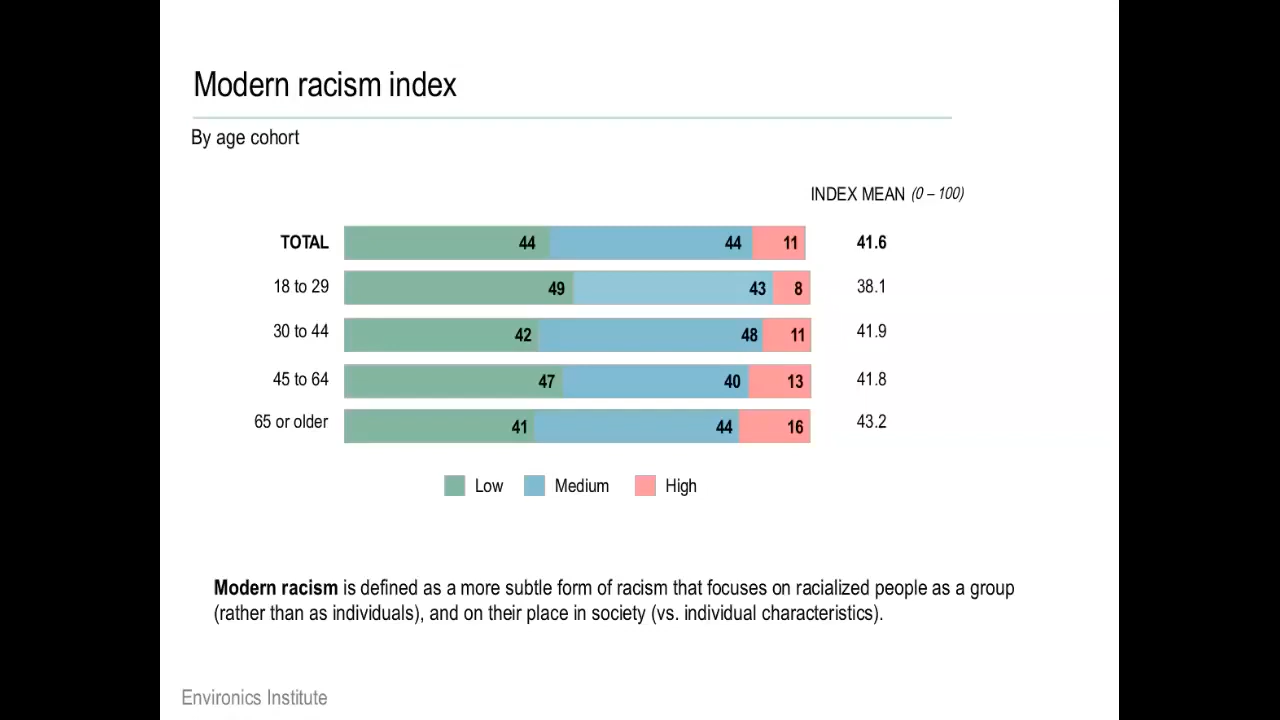 Modern racism index
By age cohort
INDEX MEAN (0 – 100)
TOTAL 44 44 11 41.6
18 to 29 49 43 8 38.1
30 to 44 42 48 11 41.9
45 to 64 47 40 13 41.8
65 or older 41 44 16 43.2
Low Medium High
Modern racism is defined as a more subtle form of racism that focuses on racialized people as a group
(rather than as individuals), and on their place in society (vs. individual characteristics).
Environics Institute